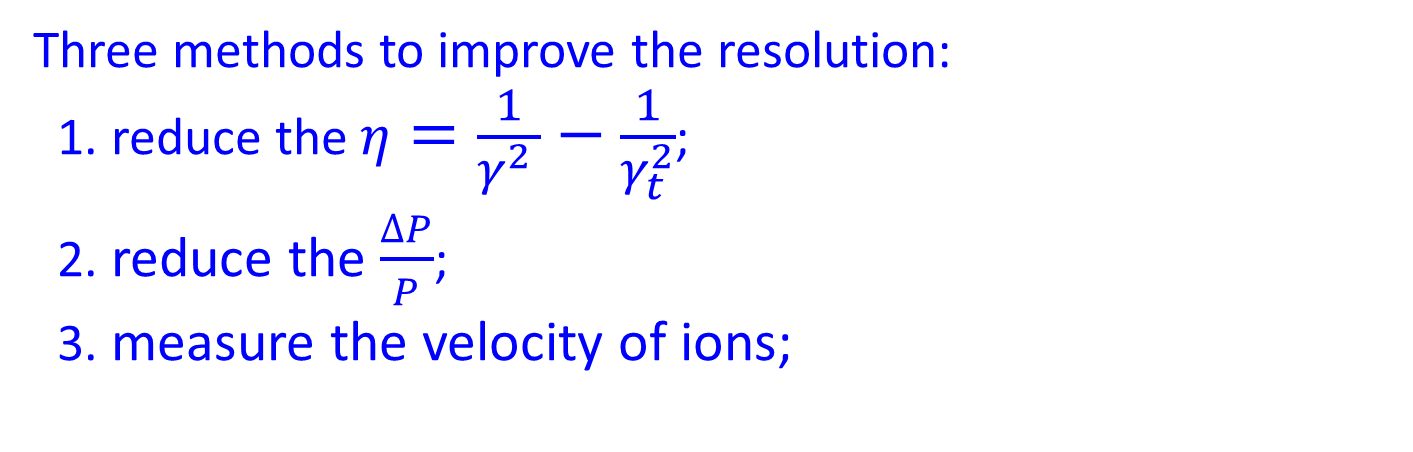 Three methods to improve the resolution:
1. reduce the η = 1/γ² − 1/γₜ²;
2. reduce the ΔP/P;
3. measure the velocity of ions;